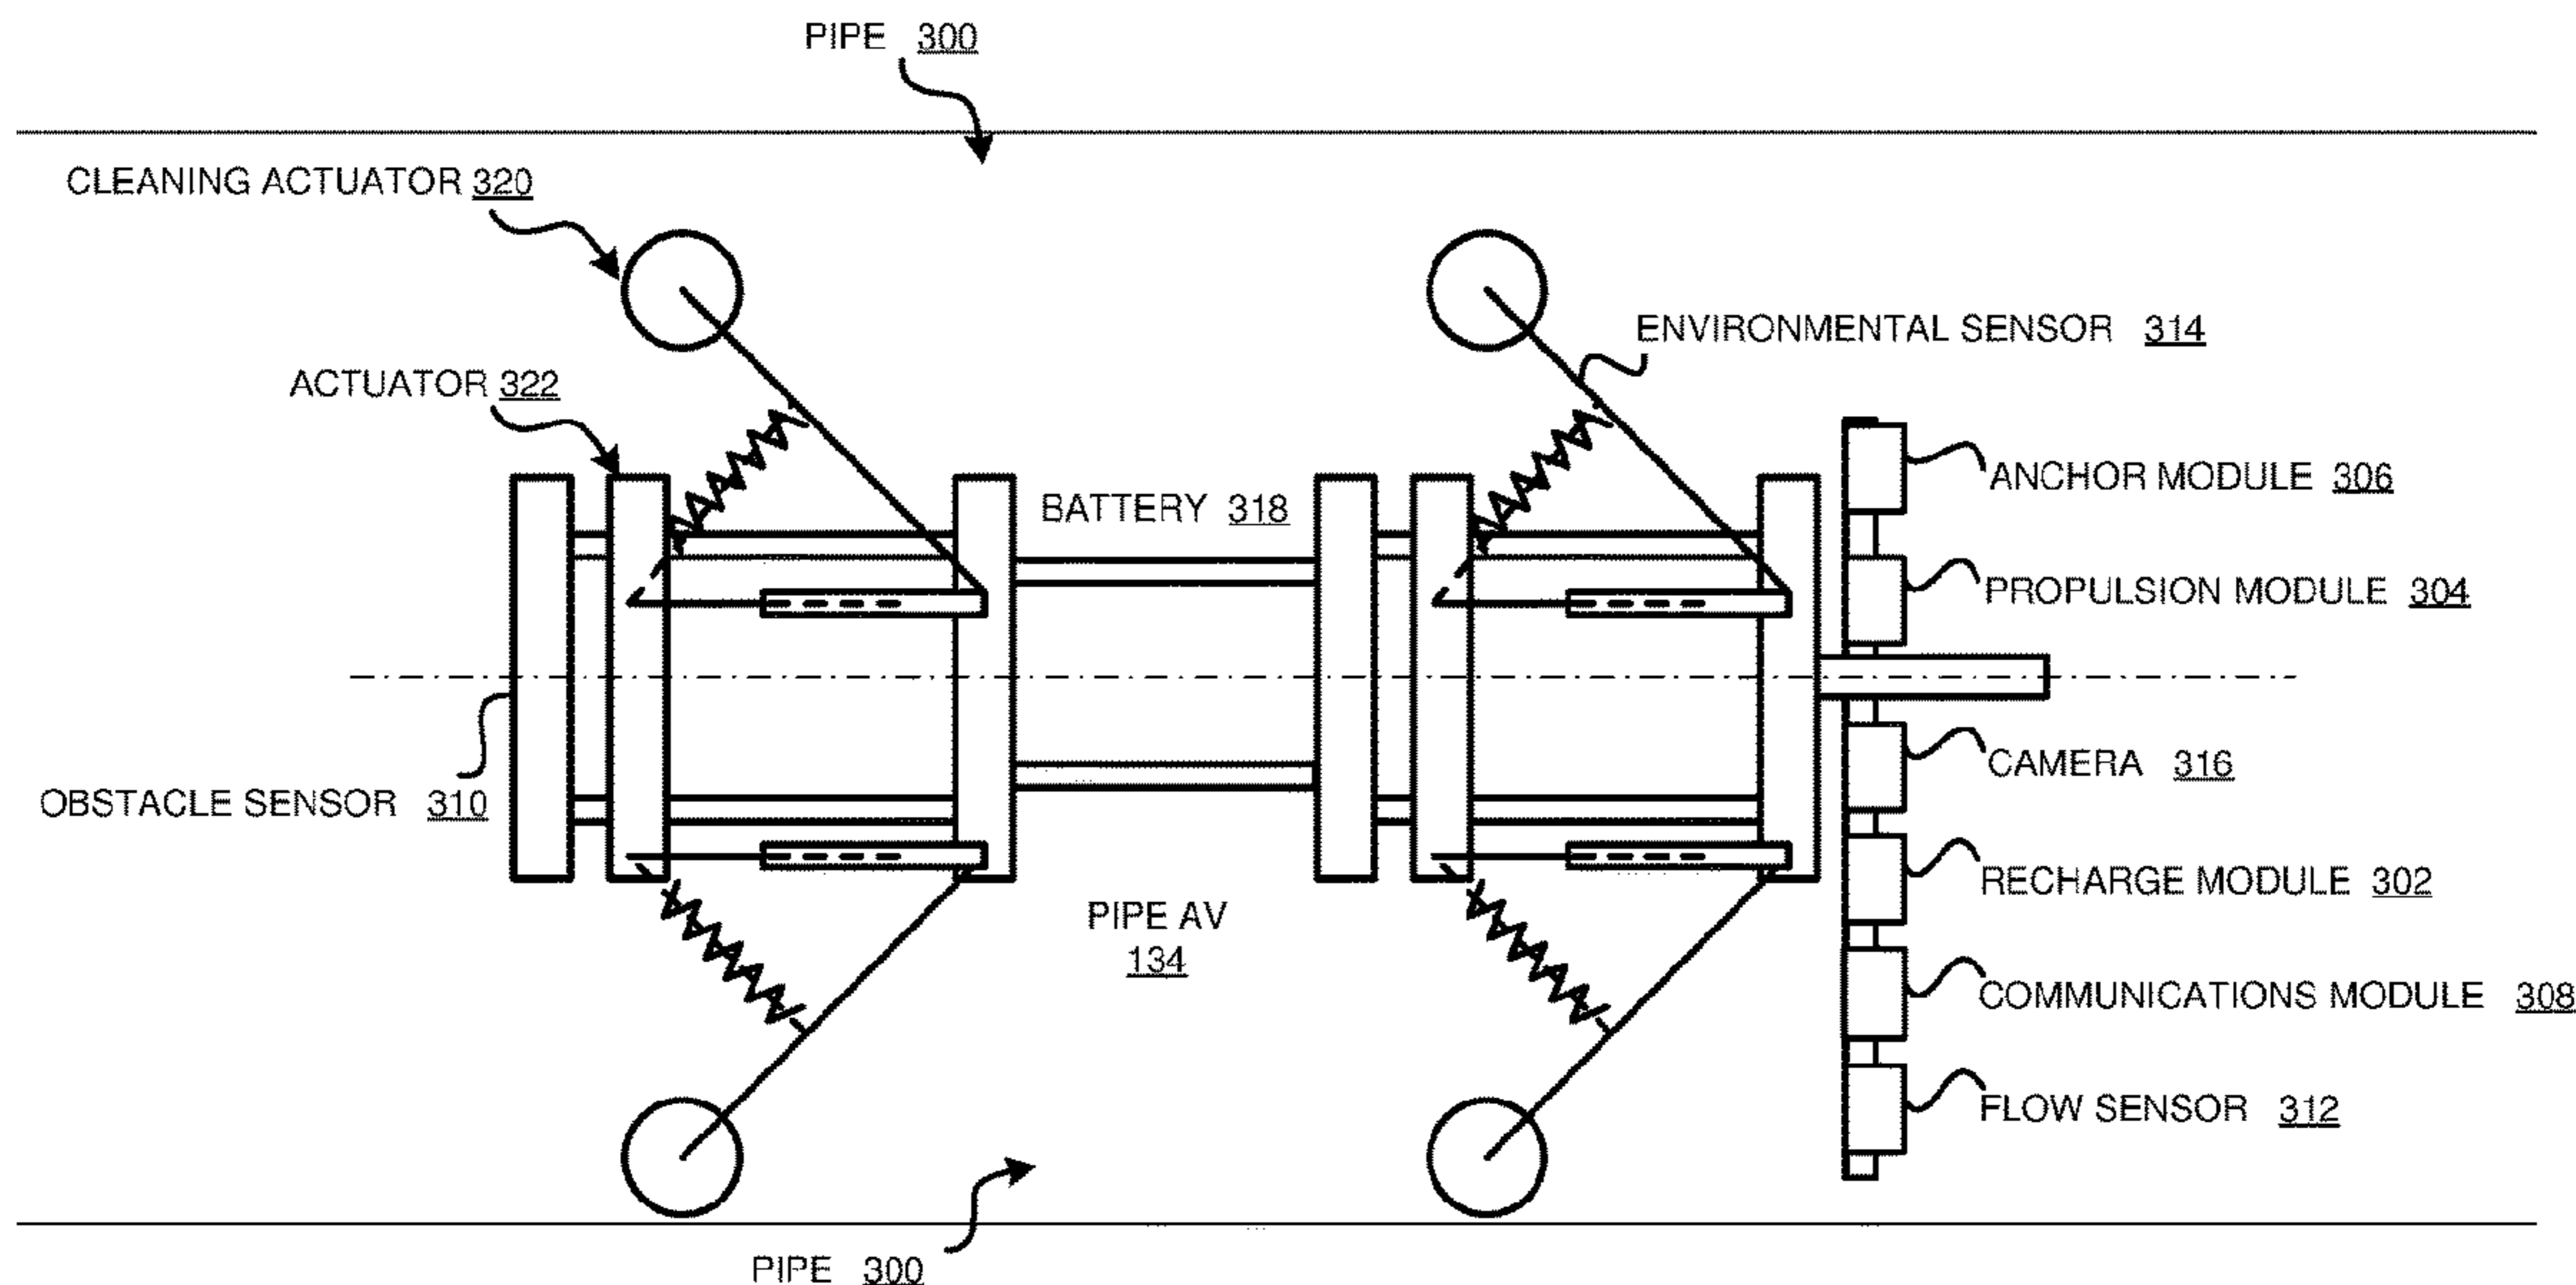 PIPE 300
CLEANING ACTUATOR 320
ENVIRONMENTAL SENSOR 314
ACTUATOR 322
ANCHOR MODULE 306
BATTERY 318
PROPULSION MODULE 304
CAMERA 316
OBSTACLE SENSOR 310
RECHARGE MODULE 302
PIPE AV
134
COMMUNICATIONS MODULE 308
FLOW SENSOR 312
PIPE 300